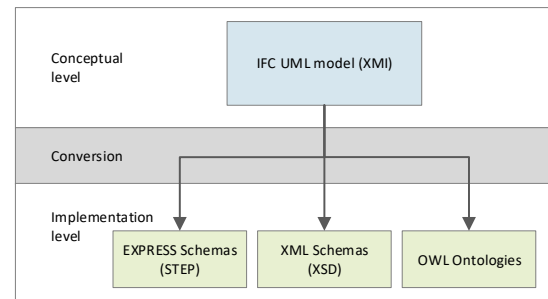 Conceptual
level
IFC UML model (XMI)
Conversion
Implementation
level
EXPRESS Schemas
(STEP)
XML Schemas
(XSD)
OWL Ontologies